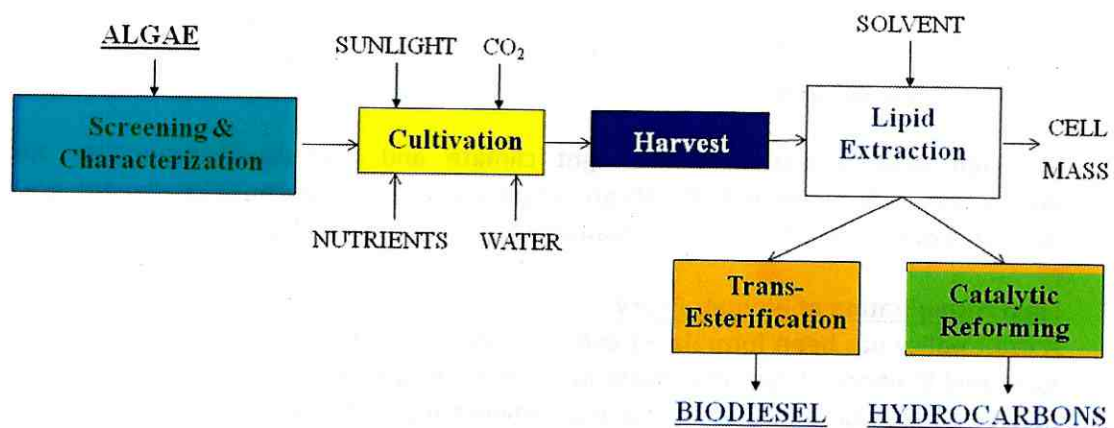 ALGAE
SUNLIGHT
CO₂
SOLVENT
Screening &
Characterization
Cultivation
Harvest
Lipid
Extraction
CELL
MASS
NUTRIENTS
WATER
Trans-
Esterification
Catalytic
Reforming
BIODIESEL
HYDROCARBONS